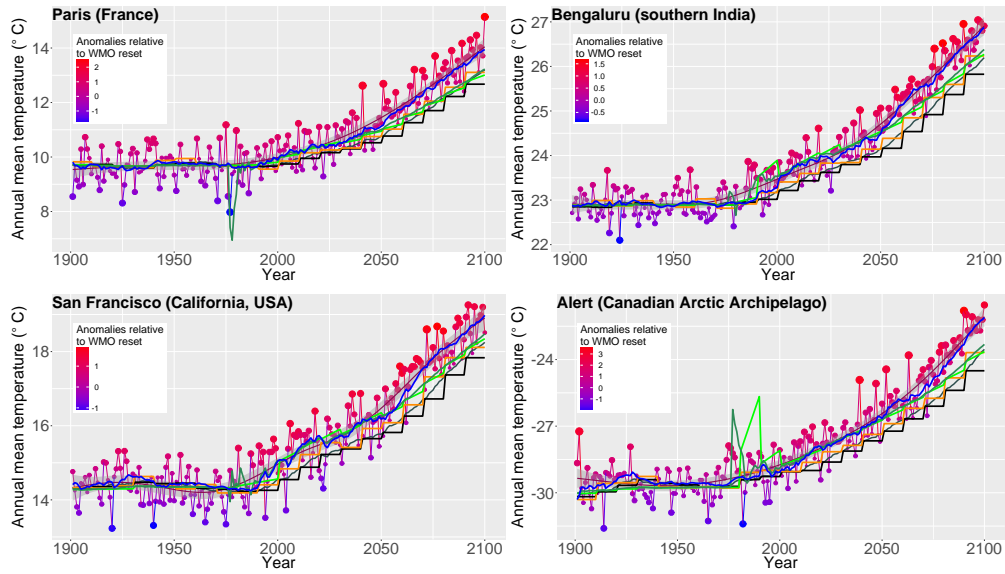 Paris (France)
Annual mean temperature (° C)
14
12
10
8
Anomalies relative
to WMO reset
2
1
0
-1
1900
1950
2000
2050
2100
Year
Bengaluru (southern India)
Annual mean temperature (° C)
27
26
25
24
23
22
Anomalies relative
to WMO reset
1.5
1.0
0.5
0.0
-0.5
1900
1950
2000
2050
2100
Year
San Francisco (California, USA)
Annual mean temperature (° C)
18
16
14
Anomalies relative
to WMO reset
1
0
-1
1900
1950
2000
2050
2100
Year
Alert (Canadian Arctic Archipelago)
Annual mean temperature (° C)
-24
-27
-30
Anomalies relative
to WMO reset
3
2
1
0
-1
1900
1950
2000
2050
2100
Year